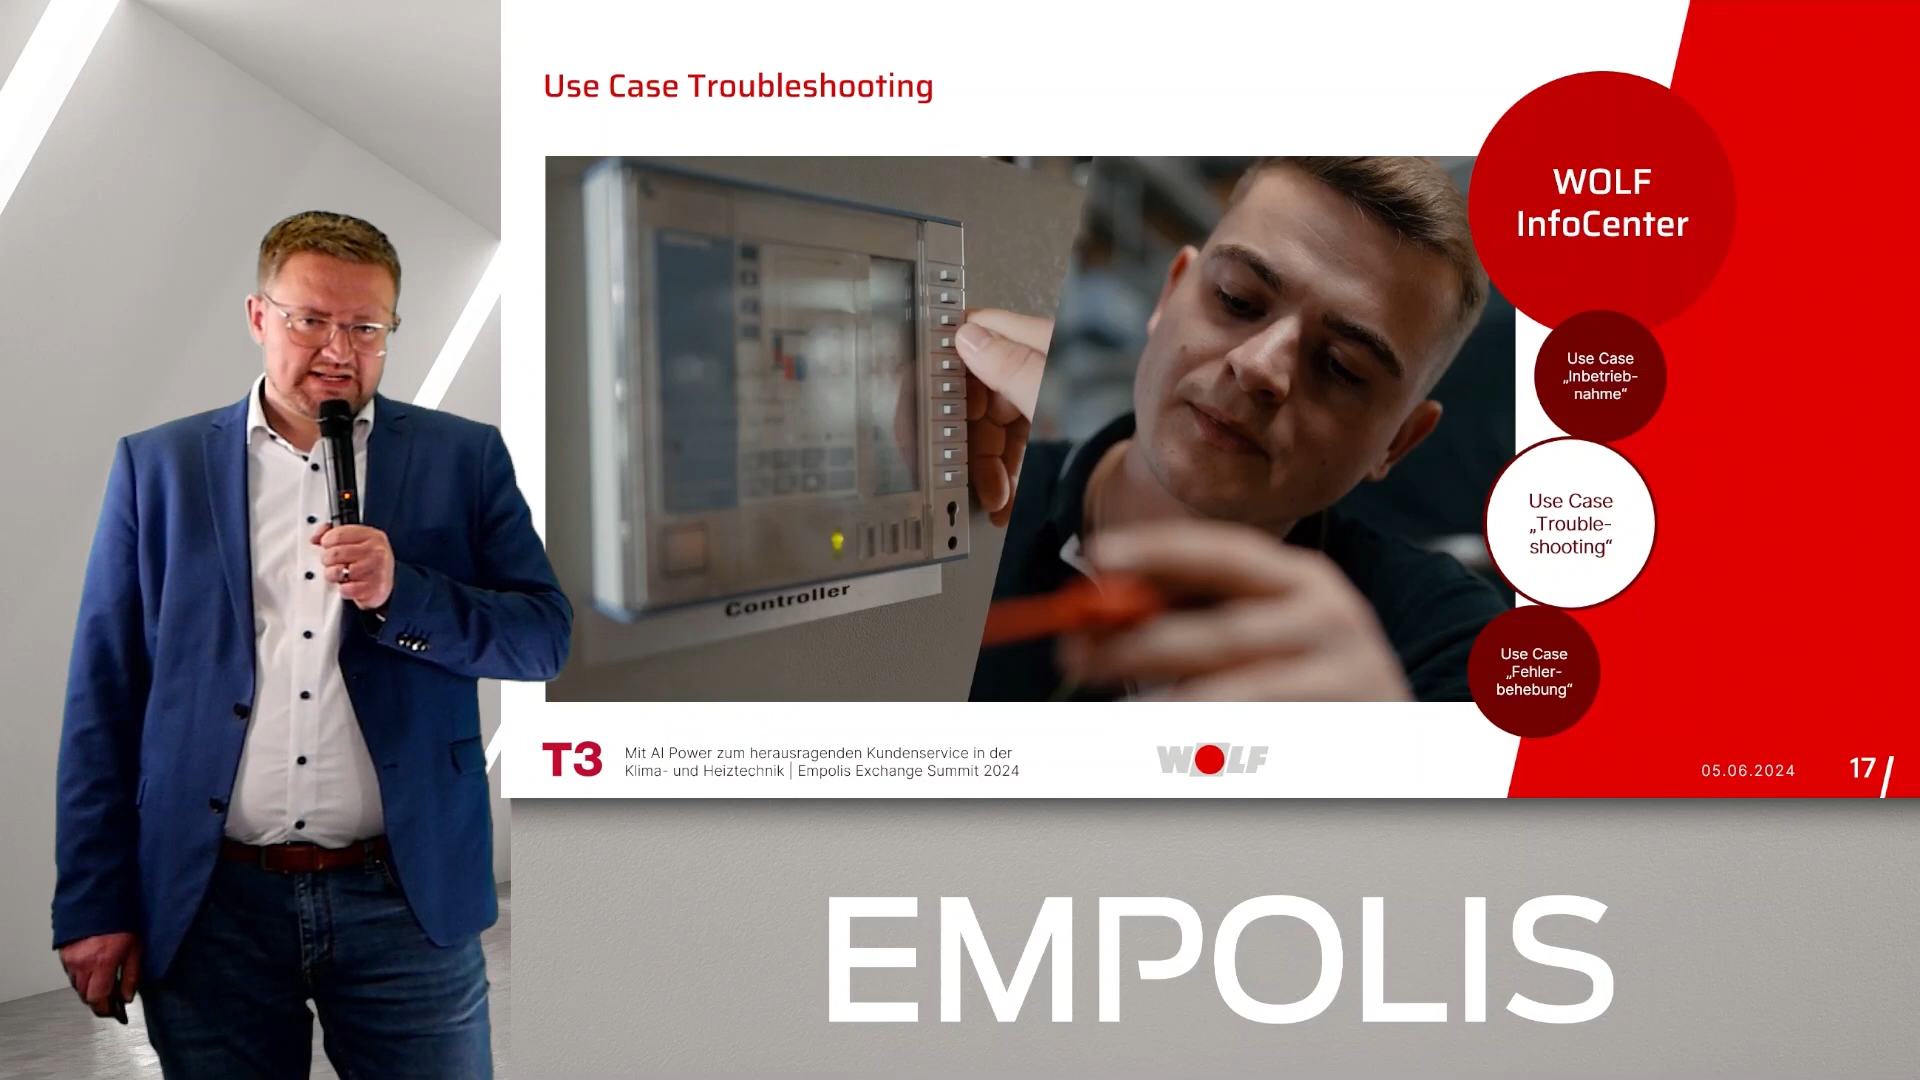 Use Case Troubleshooting
WOLF
InfoCenter
Use Case
„Inbetrieb-
nahme“
Use Case
„Trouble-
shooting“
Use Case
„Fehler-
behebung“
Controller
T3
Mit AI Power zum herausragenden Kundenservice in der
Klima- und Heiztechnik | Empolis Exchange Summit 2024
WOLF
05.06.2024
17/
EMPOLIS